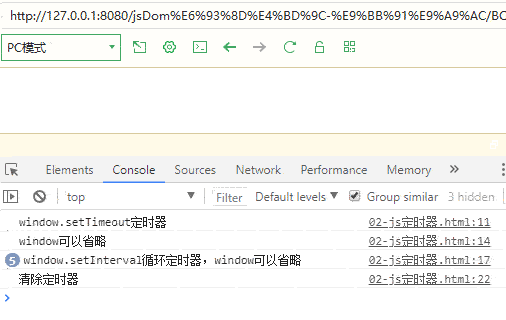 http://127.0.0.1:8080/jsDom%E6%93%8D%E4%BD%9C-%E9%BB%91%E9%A9%AC/BO
PC模式
Elements Console Sources Network Performance Memory »
top Filter Default levels ▼ Group similar 3 hidden
window.setTimeout定时器 02-js定时器.html:11
window可以省略 02-js定时器.html:14
5 window.setInterval循环定时器，window可以省略 02-js定时器.html:17
清除定时器 02-js定时器.html:22